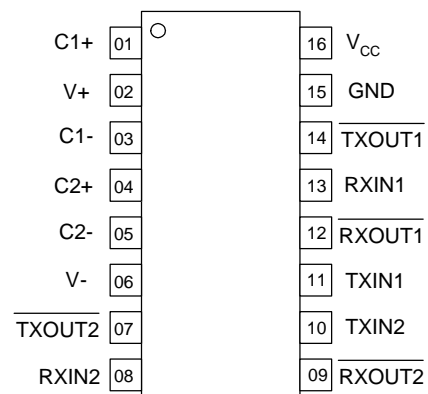 C1+ 01 16 VCC
V+ 02 15 GND
C1- 03 14 TXOUT1
C2+ 04 13 RXIN1
C2- 05 12 RXOUT1
V- 06 11 TXIN1
TXOUT2 07 10 TXIN2
RXIN2 08 09 RXOUT2